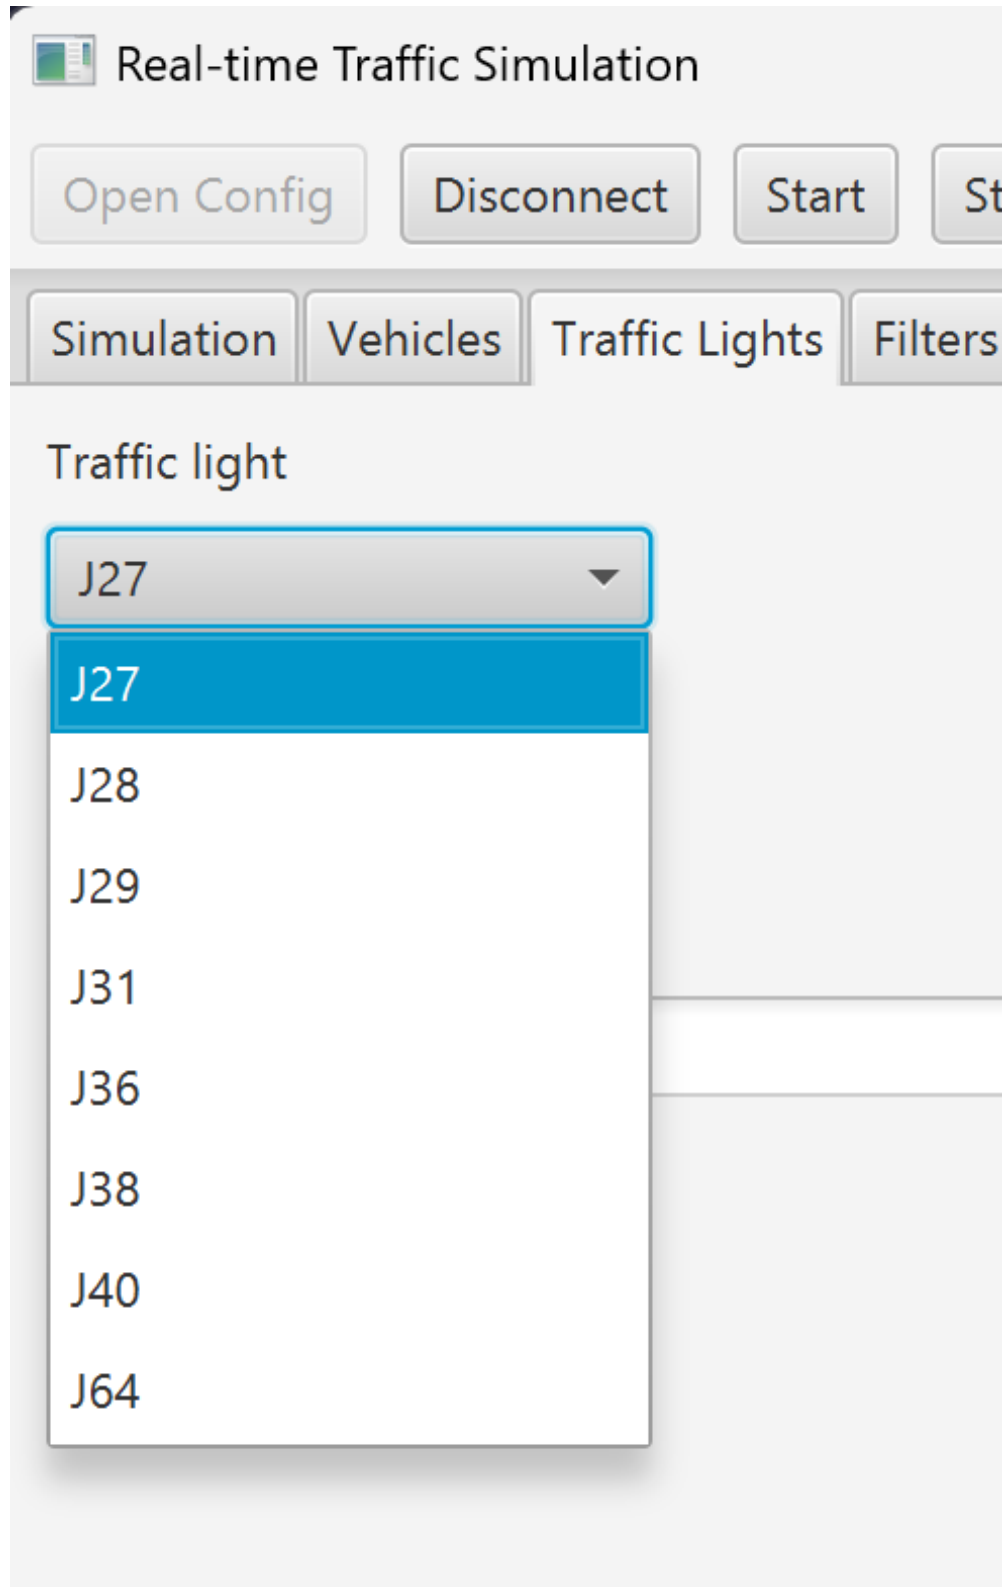 Real-time Traffic Simulation
Open Config Disconnect Start St
Simulation Vehicles Traffic Lights Filters
Traffic light
J27
J27
J28
J29
J31
J36
J38
J40
J64